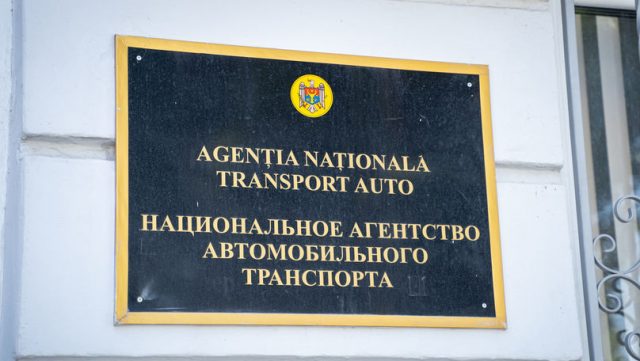 AGENȚIA NAȚIONALĂ
TRANSPORT AUTO
НАЦИОНАЛЬНОЕ АГЕНТСТВО
АВТОМОБИЛЬНОГО
ТРАНСПОРТА